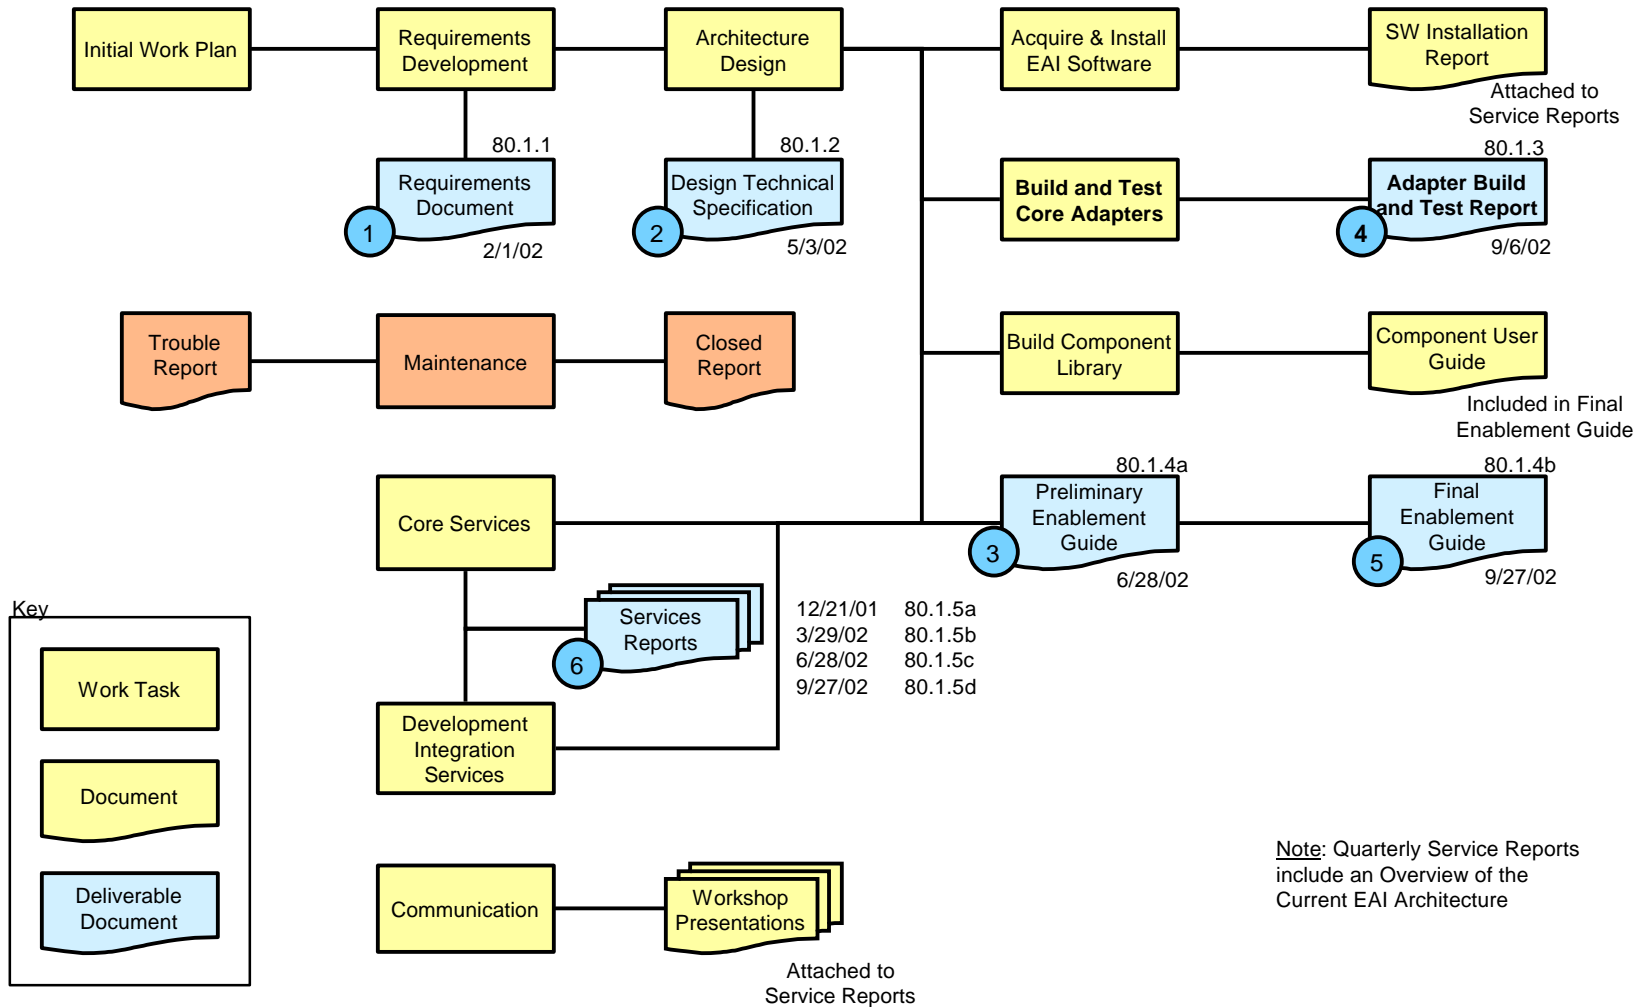 Initial Work Plan
Requirements
Development
Architecture
Design
Acquire & Install
EAI Software
SW Installation
Report
Attached to
Service Reports
80.1.1
Requirements
Document
1
2/1/02
80.1.2
Design Technical
Specification
2
5/3/02
Build and Test
Core Adapters
80.1.3
Adapter Build
and Test Report
4
9/6/02
Trouble
Report
Maintenance
Closed
Report
Build Component
Library
Component User
Guide
Included in Final
Enablement Guide
Core Services
80.1.4a
Preliminary
Enablement
Guide
3
6/28/02
80.1.4b
Final
Enablement
Guide
5
9/27/02
Services
Reports
6
12/21/01 80.1.5a
3/29/02 80.1.5b
6/28/02 80.1.5c
9/27/02 80.1.5d
Development
Integration
Services
Key
Work Task
Document
Deliverable
Document
Communication
Workshop
Presentations
Attached to
Service Reports
Note: Quarterly Service Reports
include an Overview of the
Current EAI Architecture